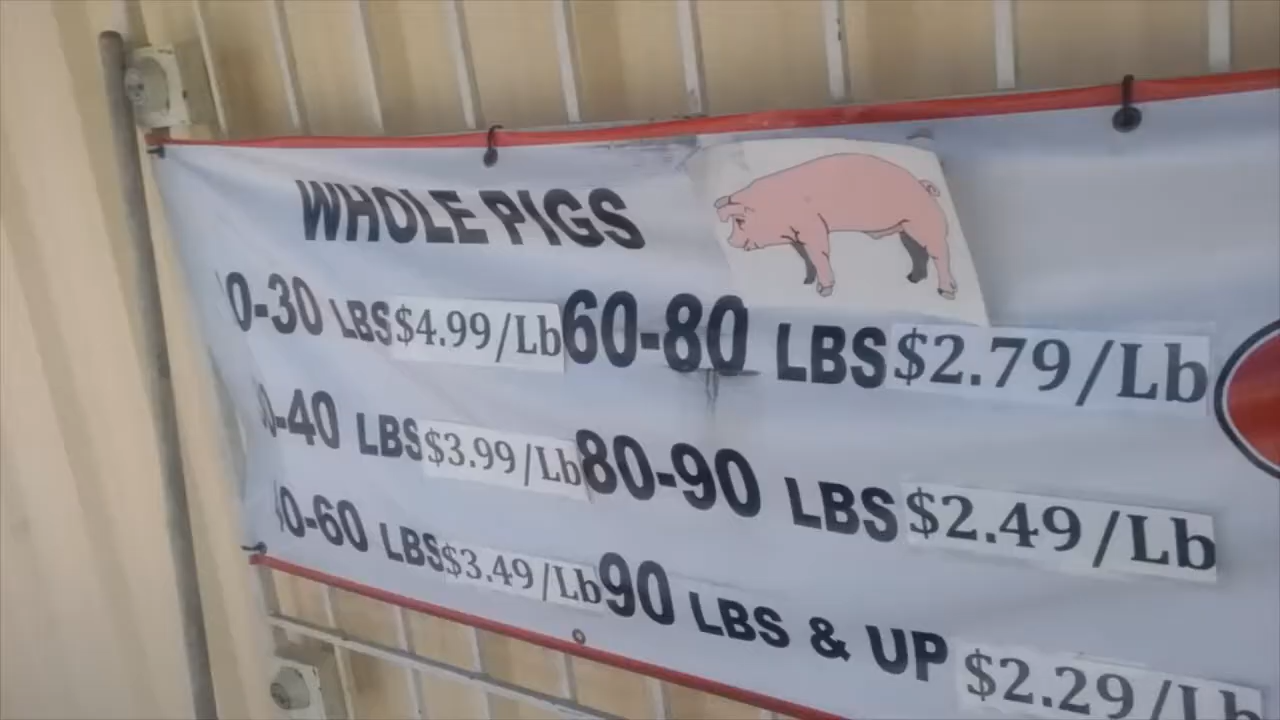 WHOLE PIGS
0-30 LBS $4.99/Lb 60-80 LBS $2.79/Lb
-40 LBS $3.99/Lb 80-90 LBS $2.49/Lb
0-60 LBS $3.49/Lb 90 LBS & UP $2.29/Lb